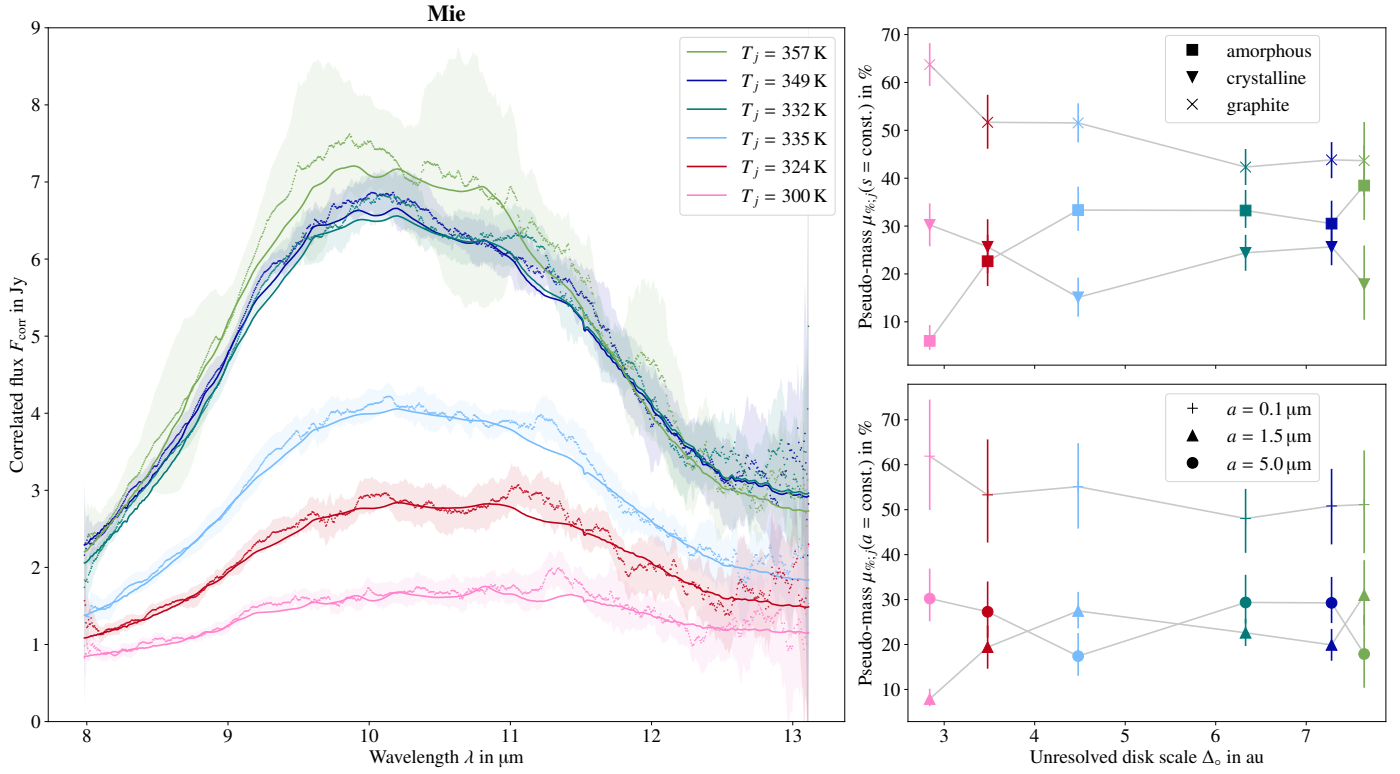 Mie
Correlated flux F_corr in Jy
9
8
7
6
5
4
3
2
1
0
T_j = 357 K
T_j = 349 K
T_j = 332 K
T_j = 335 K
T_j = 324 K
T_j = 300 K
8
9
10
11
12
13
Wavelength λ in µm
Pseudo-mass µ_%;j(s = const.) in %
70
60
50
40
30
20
10
amorphous
crystalline
graphite
Pseudo-mass µ_%;j(a = const.) in %
70
60
50
40
30
20
10
a = 0.1 µm
a = 1.5 µm
a = 5.0 µm
3
4
5
6
7
Unresolved disk scale Δ_o in au